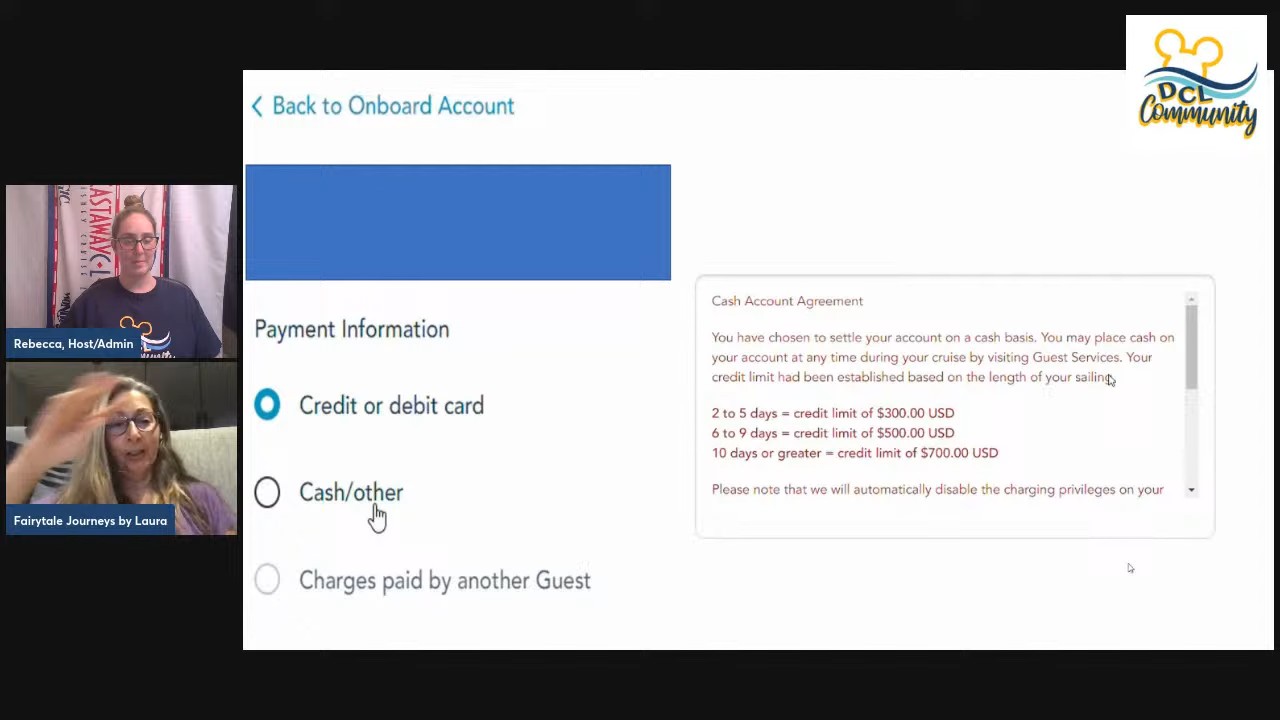 DCL
Community
Back to Onboard Account
Payment Information
Credit or debit card
Cash/other
Charges paid by another Guest
Cash Account Agreement
You have chosen to settle your account on a cash basis. You may place cash on
your account at any time during your cruise by visiting Guest Services. Your
credit limit had been established based on the length of your sailing.
2 to 5 days = credit limit of $300.00 USD
6 to 9 days = credit limit of $500.00 USD
10 days or greater = credit limit of $700.00 USD
Please note that we will automatically disable the charging privileges on your
Rebecca, Host/Admin
Fairytale Journeys by Laura